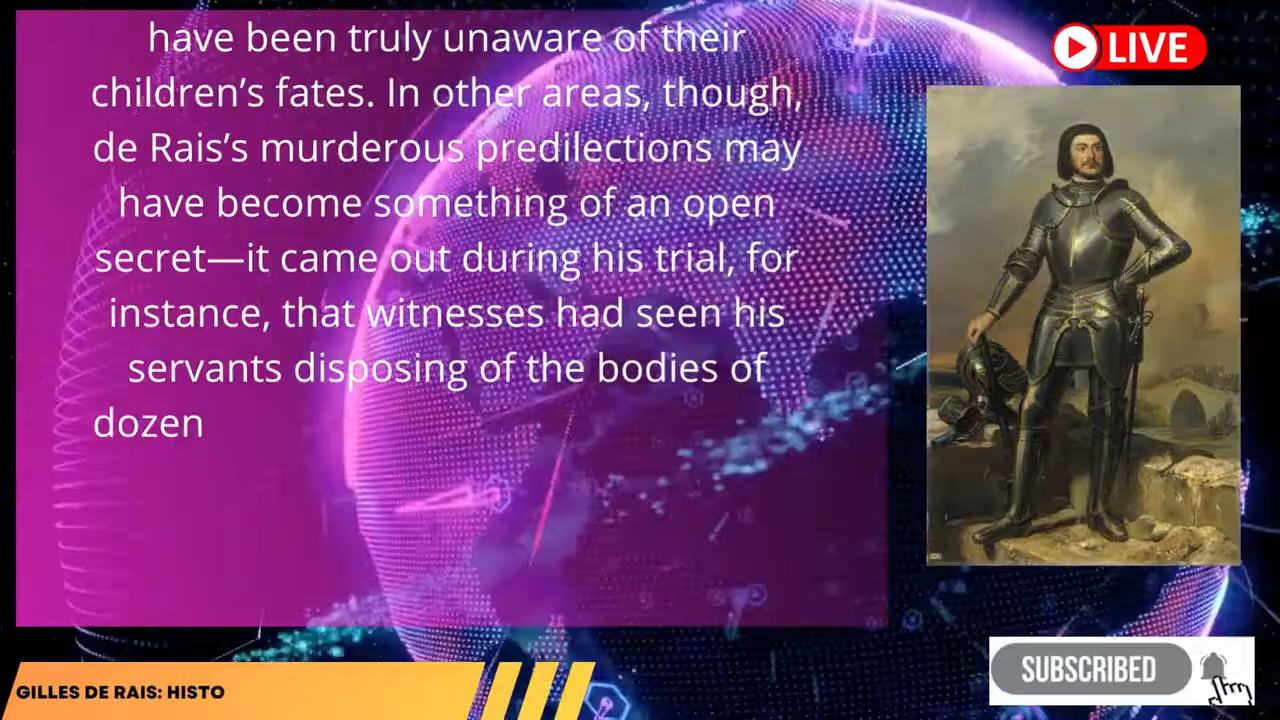 have been truly unaware of their
children’s fates. In other areas, though,
de Rais’s murderous predilections may
have become something of an open
secret—it came out during his trial, for
instance, that witnesses had seen his
servants disposing of the bodies of
dozen
LIVE
GILLES DE RAIS: HISTO
SUBSCRIBED